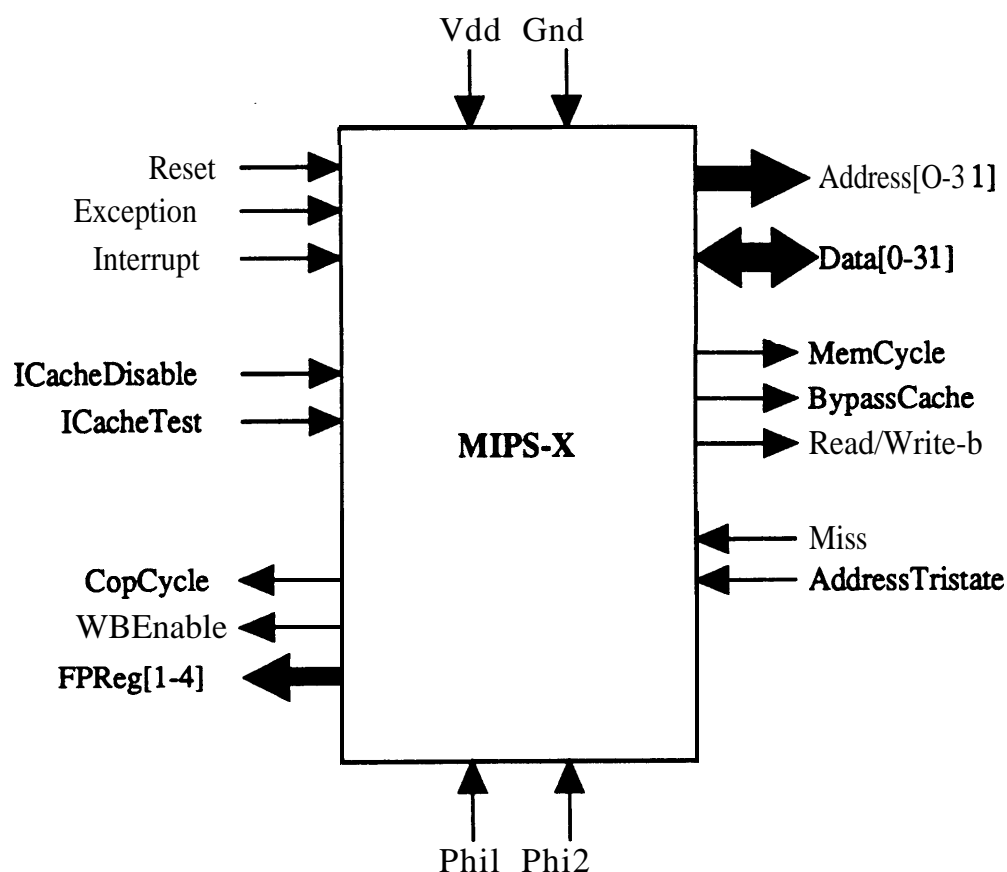 Vdd Gnd
Reset
Exception
Interrupt
ICacheDisable
ICacheTest
CopCycle
WBEnable
FPReg[1-4]
MIPS-X
Address[O-3 1]
Data[0-31]
MemCycle
BypassCache
Read/Write-b
Miss
AddressTristate
Phil Phi2